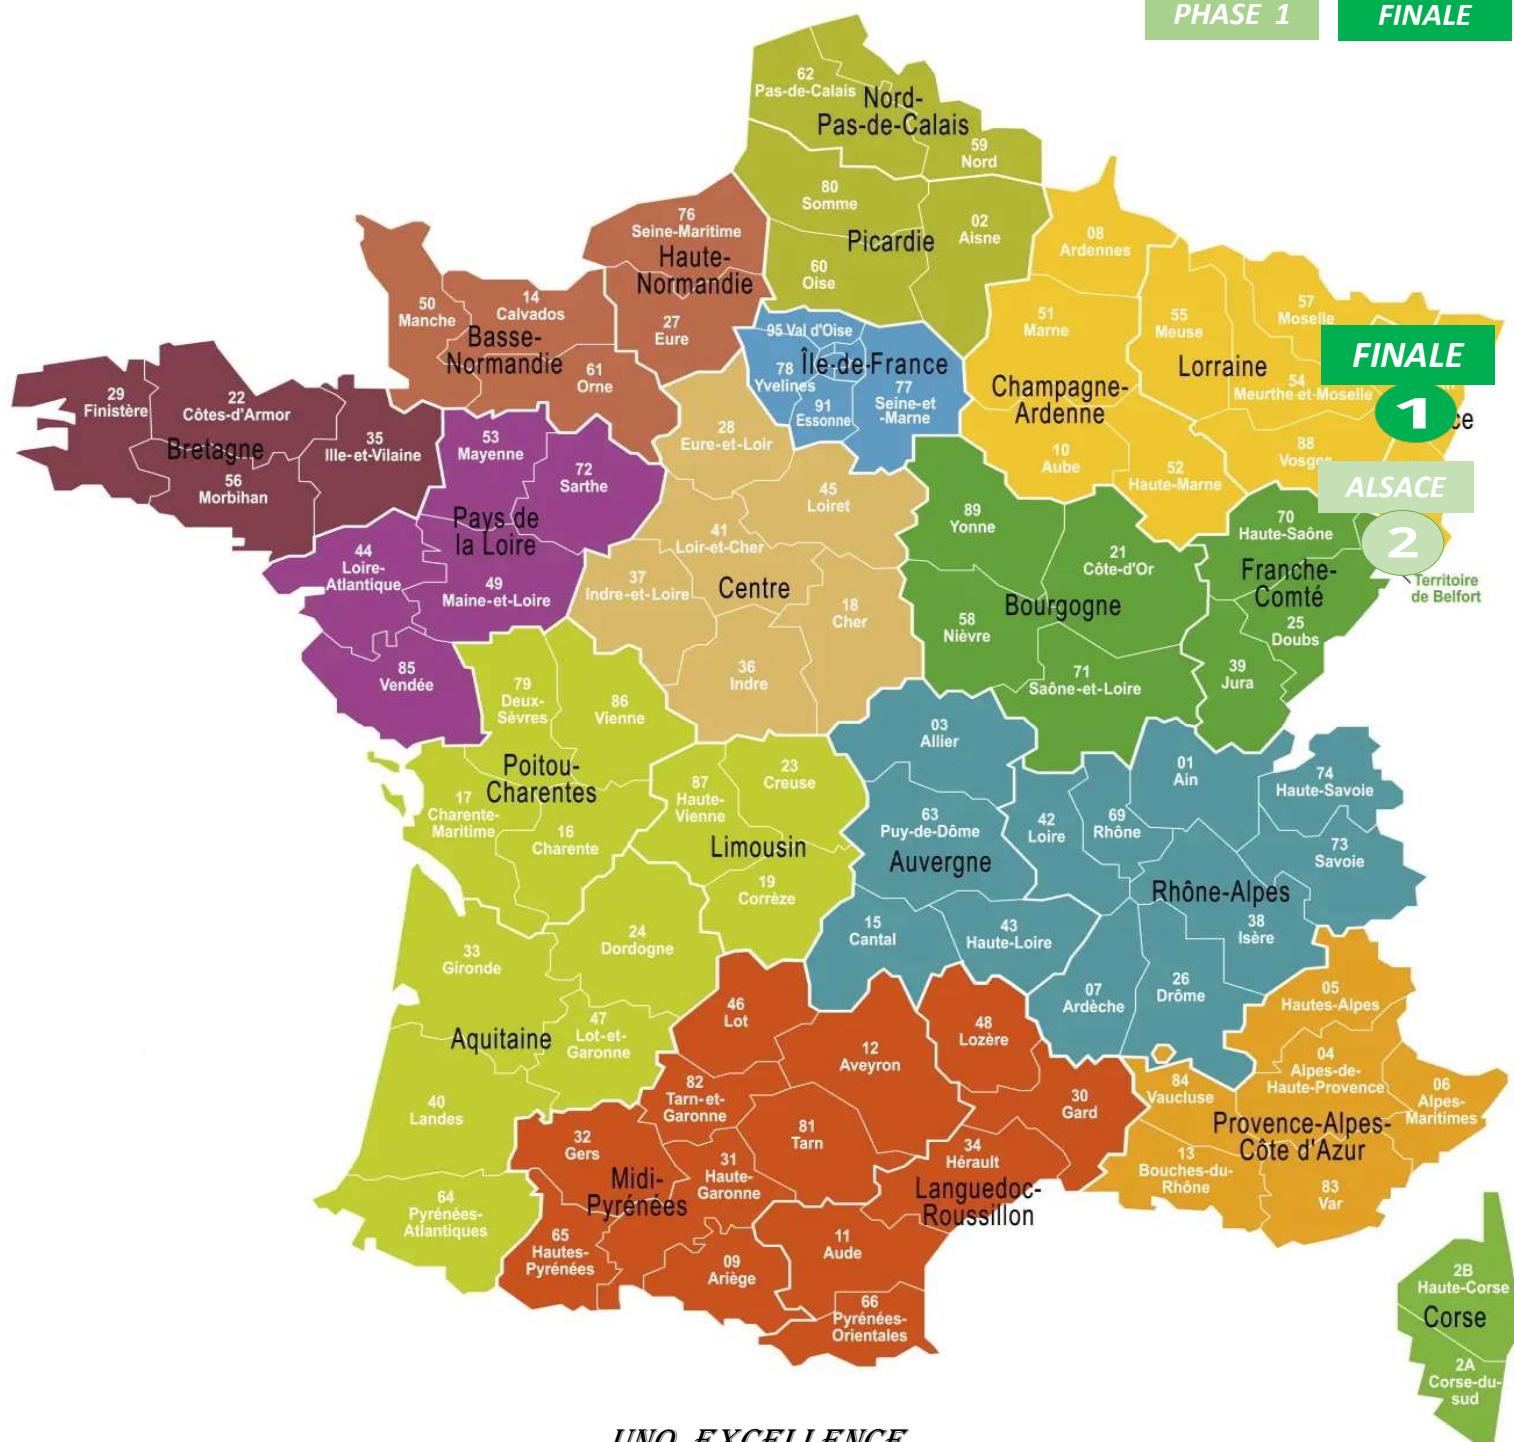 PHASE 1
FINALE
62
Pas-de-Calais
Nord-
Pas-de-Calais
59
Nord
80
Somme
02
Aisne
Picardie
60
Oise
76
Seine-Maritime
Haute-
Normandie
27
Eure
50
Manche
14
Calvados
Basse-
Normandie
61
Orne
08
Ardennes
51
Marne
Champagne-
Ardenne
10
Aube
52
Haute-Marne
55
Meuse
57
Moselle
Lorraine
54
Meurthe-et-Moselle
88
Vosges
FINALE
1
ce
ALSACE
2
95 Val d'Oise
Île-de-France
78
Yvelines
91
Essonne
77
Seine-et
-Marne
29
Finistère
22
Côtes-d'Armor
Bretagne
35
Ille-et-Vilaine
56
Morbihan
53
Mayenne
72
Sarthe
Pays de
la Loire
44
Loire-
Atlantique
49
Maine-et-Loire
85
Vendée
28
Eure-et-Loir
45
Loiret
41
Loir-et-Cher
37
Indre-et-Loire
Centre
18
Cher
36
Indre
89
Yonne
21
Côte-d'Or
Bourgogne
58
Nièvre
71
Saône-et-Loire
70
Haute-Saône
Franche-
Comté
Territoire
de Belfort
25
Doubs
39
Jura
79
Deux-
Sèvres
86
Vienne
Poitou-
Charentes
17
Charente-
Maritime
16
Charente
87
Haute-
Vienne
23
Creuse
Limousin
19
Corrèze
03
Allier
63
Puy-de-Dôme
Auvergne
15
Cantal
43
Haute-Loire
42
Loire
69
Rhône
01
Ain
74
Haute-Savoie
73
Savoie
Rhône-Alpes
38
Isère
07
Ardèche
26
Drôme
33
Gironde
24
Dordogne
47
Lot-et-
Garonne
Aquitaine
40
Landes
64
Pyrénées-
Atlantiques
46
Lot
12
Aveyron
82
Tarn-et-
Garonne
81
Tarn
32
Gers
31
Haute-
Garonne
Midi-
Pyrénées
65
Hautes-
Pyrénées
09
Ariège
48
Lozère
30
Gard
34
Hérault
Languedoc-
Roussillon
11
Aude
66
Pyrénées-
Orientales
05
Hautes-Alpes
04
Alpes-de-
Haute-Provence
06
Alpes-
Maritimes
84
Vaucluse
Provence-Alpes-
Côte d'Azur
13
Bouches-du-
Rhône
83
Var
2B
Haute-Corse
Corse
2A
Corse-du-
sud
UNO EXCELLENCE